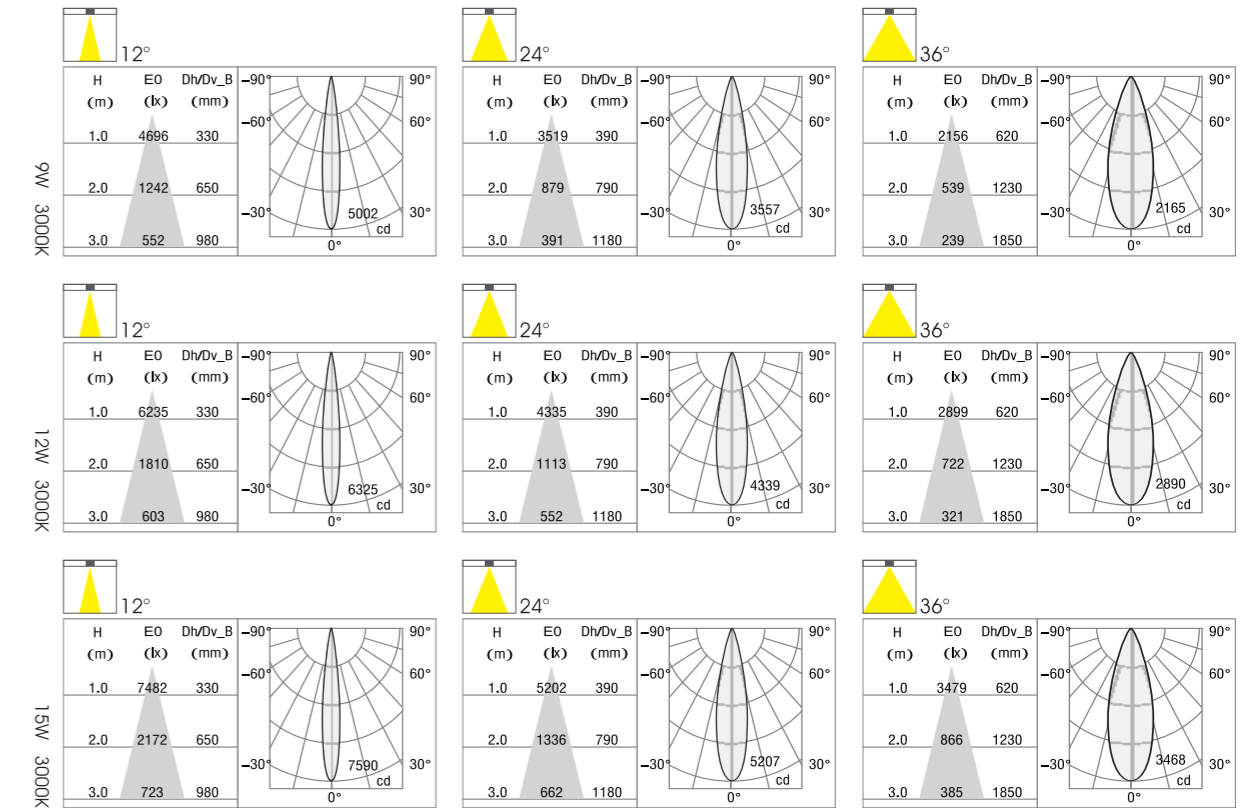 12° 24° 36°
9W 3000K
H E0 Dh/Dv_B –90° 90° H E0 Dh/Dv_B –90° 90° H E0 Dh/Dv_B –90° 90°
(m) (lx) (mm) (m) (lx) (mm) (m) (lx) (mm)
–60° 60° –60° 60° –60° 60°
1.0 4696 330 1.0 3519 390 1.0 2156 620
2.0 1242 650 2.0 879 790 2.0 539 1230
–30° 5002 30° –30° 3557 30° –30° 2165 30°
cd cd cd
3.0 552 980 0° 3.0 391 1180 0° 3.0 239 1850 0°
12° 24° 36°
12W 3000K
H E0 Dh/Dv_B –90° 90° H E0 Dh/Dv_B –90° 90° H E0 Dh/Dv_B –90° 90°
(m) (lx) (mm) (m) (lx) (mm) (m) (lx) (mm)
–60° 60° –60° 60° –60° 60°
1.0 6235 330 1.0 4335 390 1.0 2899 620
2.0 1810 650 2.0 1113 790 2.0 722 1230
–30° 6325 30° –30° 4339 30° –30° 2890 30°
cd cd cd
3.0 603 980 0° 3.0 552 1180 0° 3.0 321 1850 0°
12° 24° 36°
15W 3000K
H E0 Dh/Dv_B –90° 90° H E0 Dh/Dv_B –90° 90° H E0 Dh/Dv_B –90° 90°
(m) (lx) (mm) (m) (lx) (mm) (m) (lx) (mm)
–60° 60° –60° 60° –60° 60°
1.0 7482 330 1.0 5202 390 1.0 3479 620
2.0 2172 650 2.0 1336 790 2.0 866 1230
–30° 7590 30° –30° 5207 30° –30° 3468 30°
cd cd cd
3.0 723 980 0° 3.0 662 1180 0° 3.0 385 1850 0°